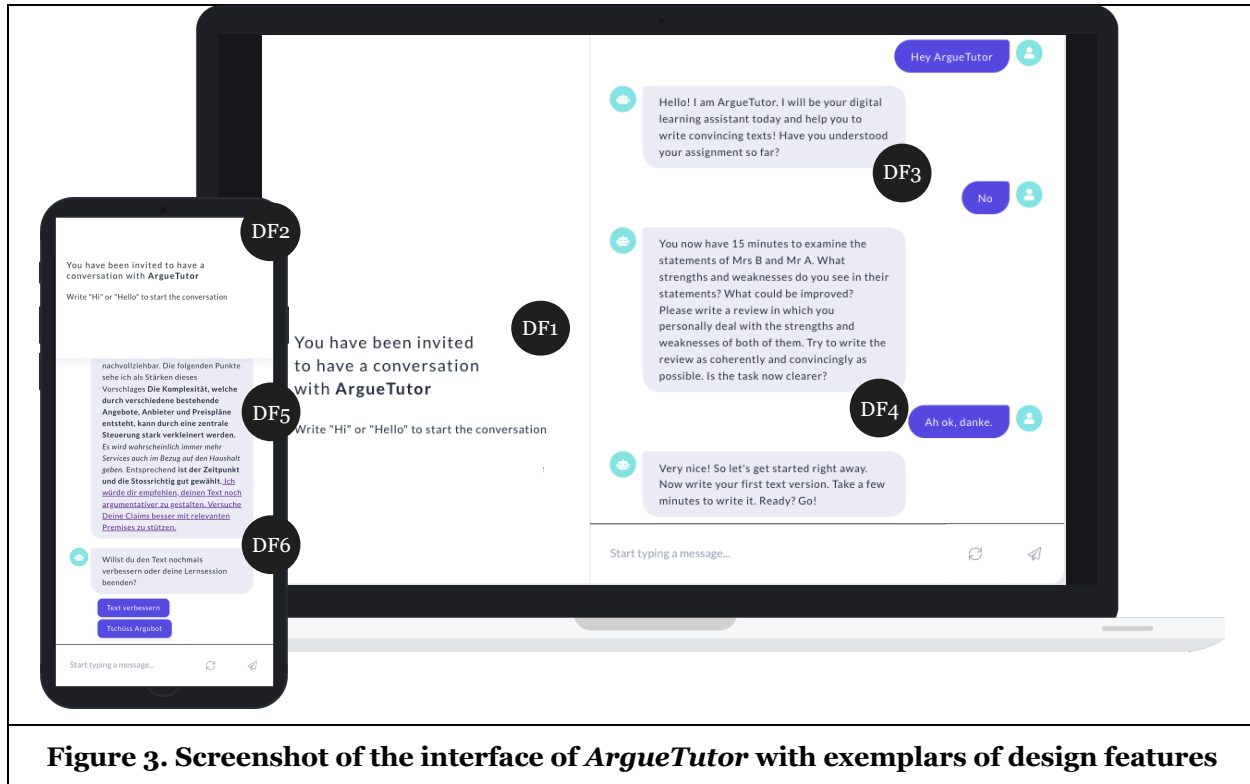 Hey ArgueTutor
Hello! I am ArgueTutor. I will be your digital
learning assistant today and help you to
write convincing texts! Have you understood
your assignment so far?
DF3
No
You now have 15 minutes to examine the
statements of Mrs B and Mr A. What
strengths and weaknesses do you see in their
statements? What could be improved?
Please write a review in which you
personally deal with the strengths and
weaknesses of both of them. Try to write the
review as coherently and convincingly as
possible. Is the task now clearer?
DF4
Ah ok, danke.
Very nice! So let's get started right away.
Now write your first text version. Take a few
minutes to write it. Ready? Go!
Start typing a message...
DF1
You have been invited
to have a conversation
with ArgueTutor
Write "Hi" or "Hello" to start the conversation
DF2
You have been invited to have a
conversation with ArgueTutor
Write "Hi" or "Hello" to start the conversation
nachvollziehbar. Die folgenden Punkte
sehe ich als Stärken dieses
Vorschlages Die Komplexität, welche
durch verschiedene bestehende
Angebote, Anbieter und Preispläne
entsteht, kann durch eine zentrale
Steuerung stark verkleinert werden.
Es wird wahrscheinlich immer mehr
Services auch im Bezug auf den Haushalt
geben. Entsprechend ist der Zeitpunkt
und die Stossrichtig gut gewählt. Ich
würde dir empfehlen, deinen Text noch
argumentativer zu gestalten. Versuche
Deine Claims besser mit relevanten
Premises zu stützen.
DF5
DF6
Willst du den Text nochmals
verbessern oder deine Lernsession
beenden?
Text verbessern
Tschüss Argubot
Start typing a message...
Figure 3. Screenshot of the interface of ArgueTutor with exemplars of design features